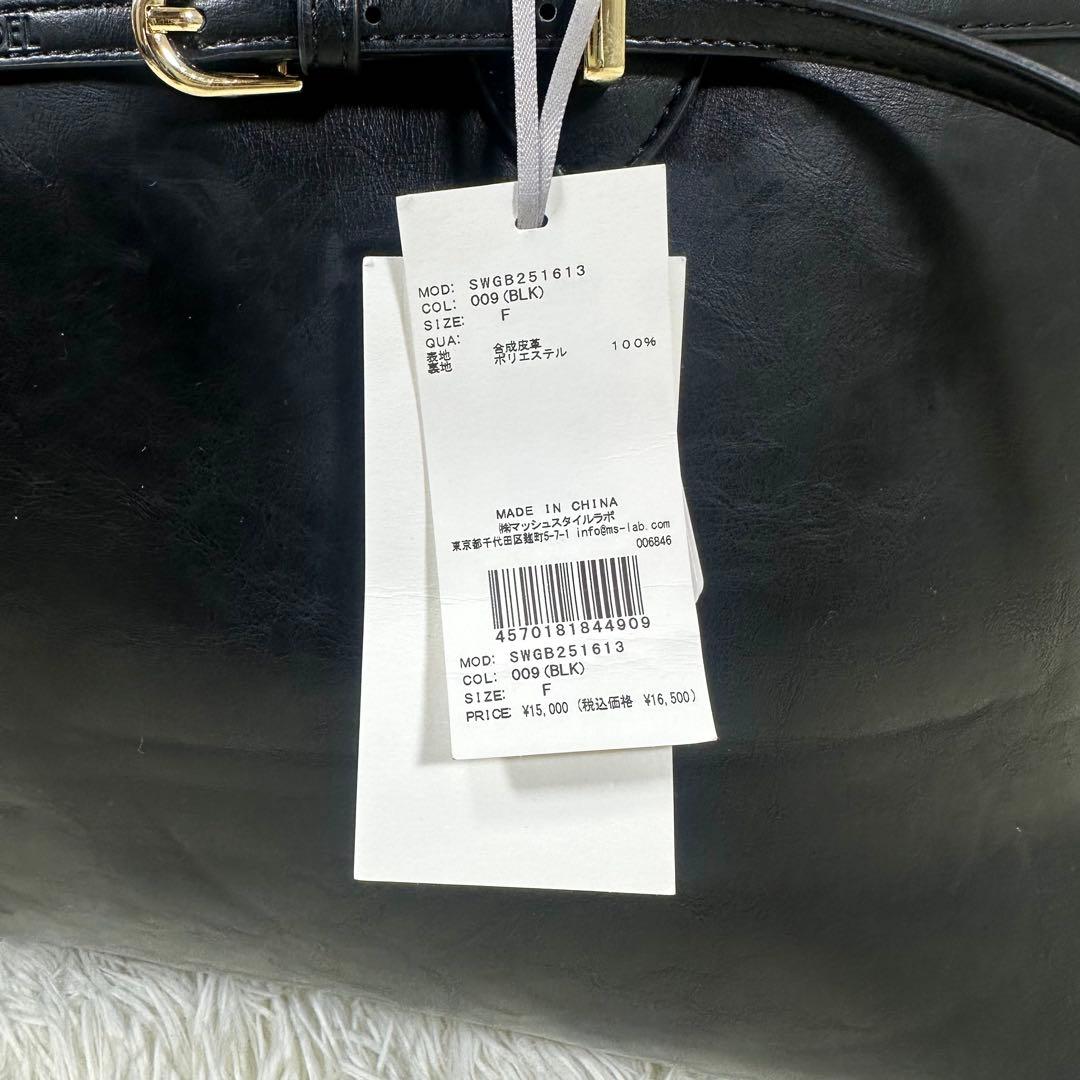 MOD: SWGB251613
COL: 009(BLK)
SIZE: F
QUA:
表地 合成皮革
裏地 ポリエステル 100%
MADE IN CHINA
㈱マッシュスタイルラボ
東京都千代田区麹町5-7-1 info@ms-lab.com
006846
4570181844909
MOD: SWGB251613
COL: 009(BLK)
SIZE: F
PRICE: ¥15,000 (税込価格 ¥16,500)